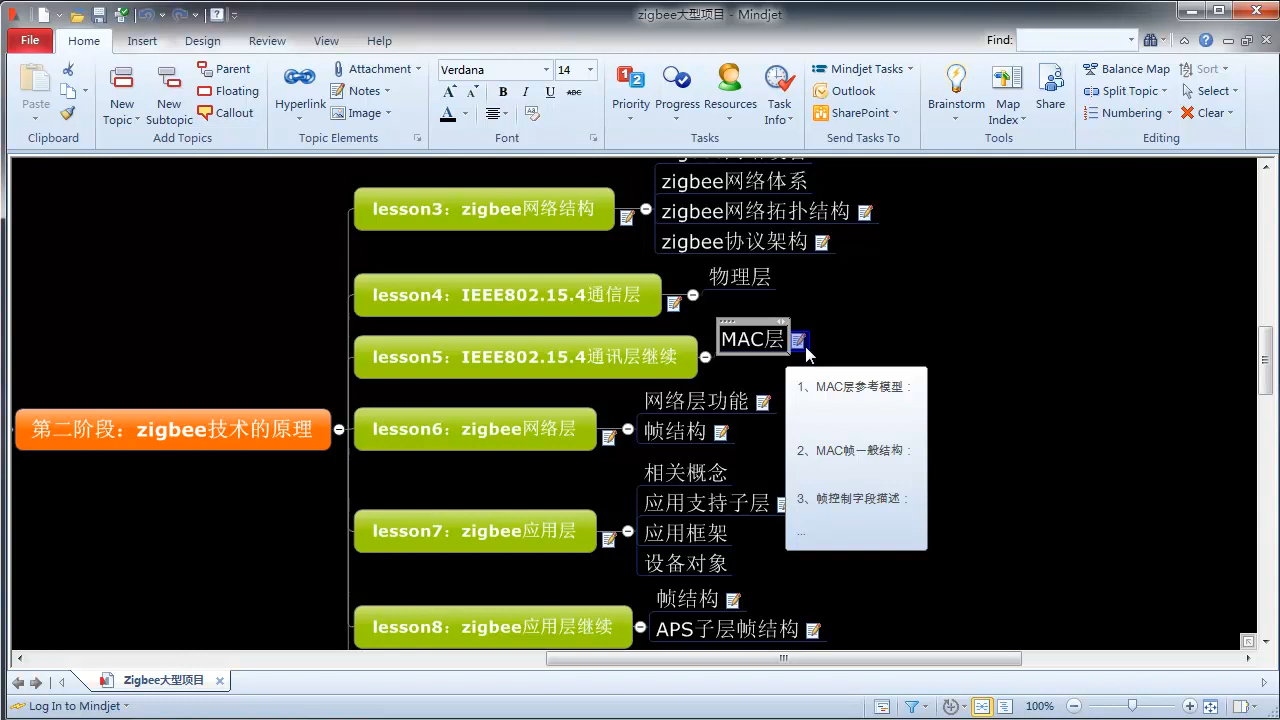 zigbee大型项目 - Mindjet
File Home Insert Design Review View Help Find:
Paste
Clipboard
New Topic
New Subtopic
Parent
Floating
Callout
Add Topics
Hyperlink
Attachment
Notes
Image
Topic Elements
Verdana 14
B I U ABC
A
Font
Priority
Progress
Resources
Task Info
Tasks
Mindjet Tasks
Outlook
SharePoint
Send Tasks To
Brainstorm
Map Index
Share
Tools
Balance Map
Split Topic
Numbering
Sort
Select
Clear
Editing
第二阶段：zigbee技术的原理
lesson3：zigbee网络结构
zigbee网络体系
zigbee网络拓扑结构
zigbee协议架构
lesson4：IEEE802.15.4通信层
物理层
lesson5：IEEE802.15.4通讯层继续
MAC层
1、MAC层参考模型：
2、MAC帧一般结构：
3、帧控制字段描述：
...
lesson6：zigbee网络层
网络层功能
帧结构
lesson7：zigbee应用层
相关概念
应用支持子层
应用框架
设备对象
lesson8：zigbee应用层继续
帧结构
APS子层帧结构
Zigbee大型项目
Log In to Mindjet
100%